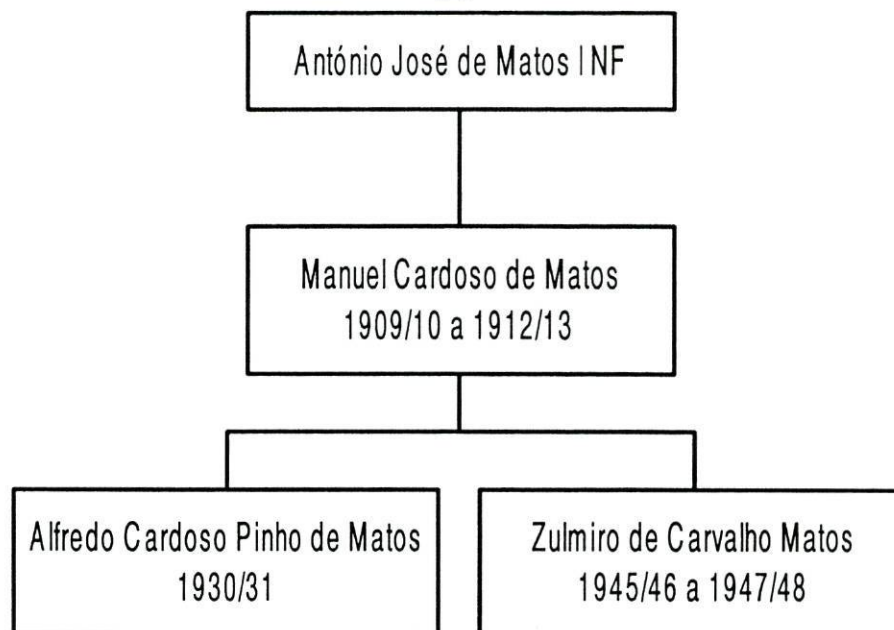 António José de Matos I NF
Manuel Cardoso de Matos
1909/10 a 1912/13
Alfredo Cardoso Pinho de Matos
1930/31
Zulmiro de Carvalho Matos
1945/46 a 1947/48